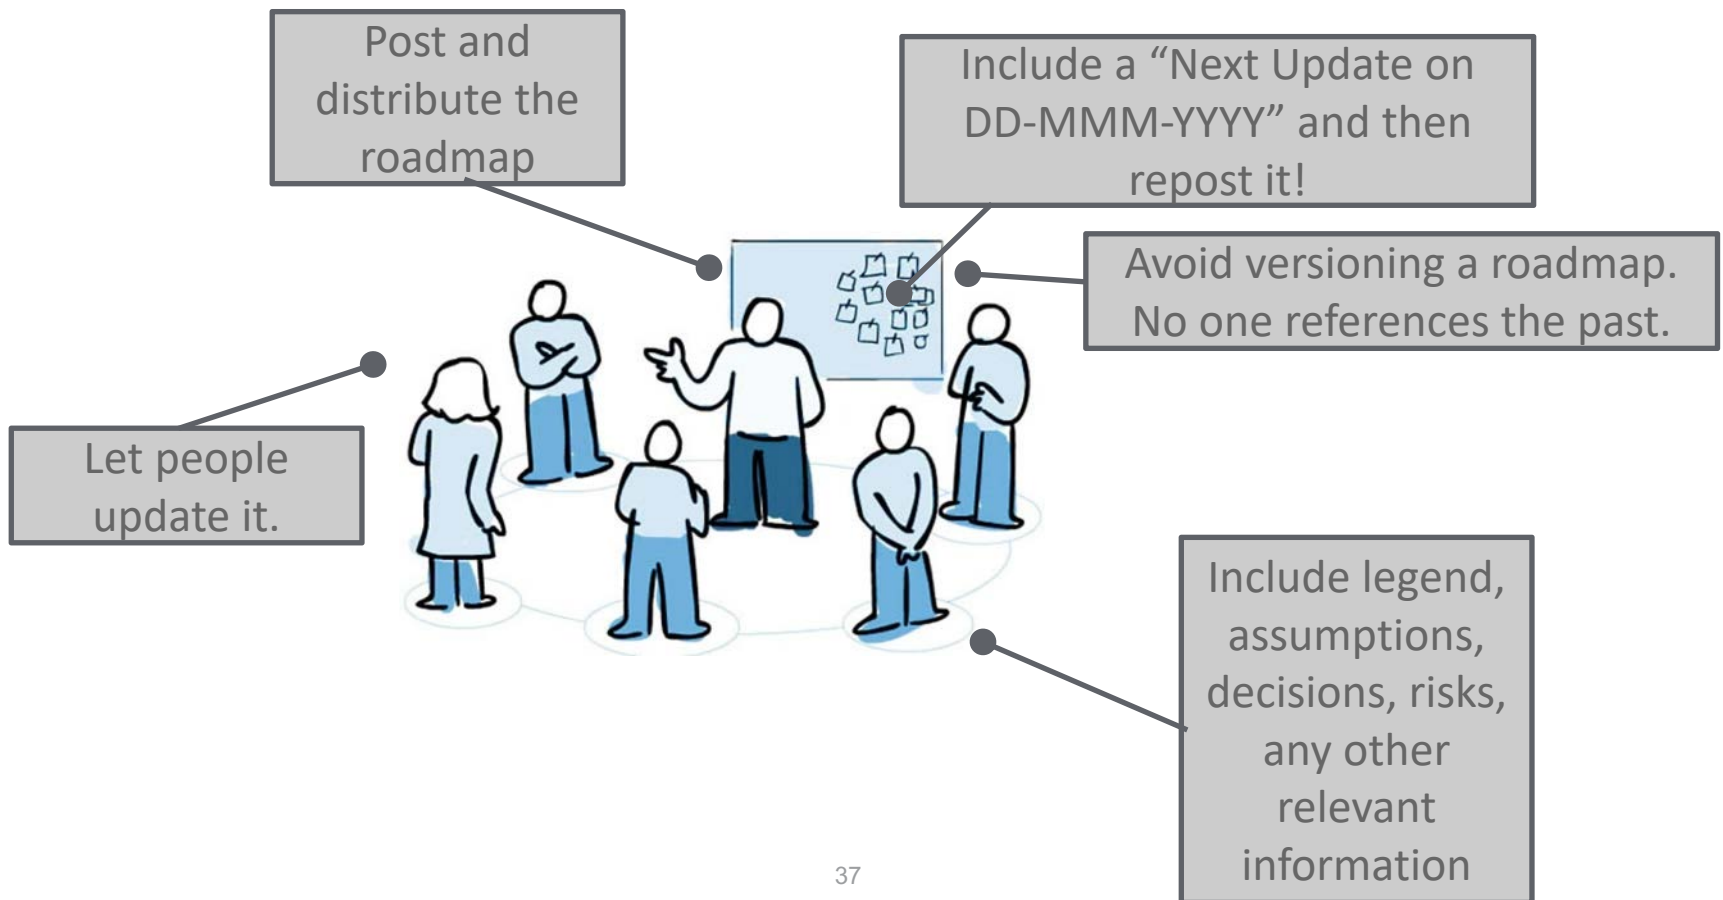 Post and
distribute the
roadmap
Include a “Next Update on
DD-MMM-YYYY” and then
repost it!
Avoid versioning a roadmap.
No one references the past.
Let people
update it.
Include legend,
assumptions,
decisions, risks,
any other
relevant
information
37